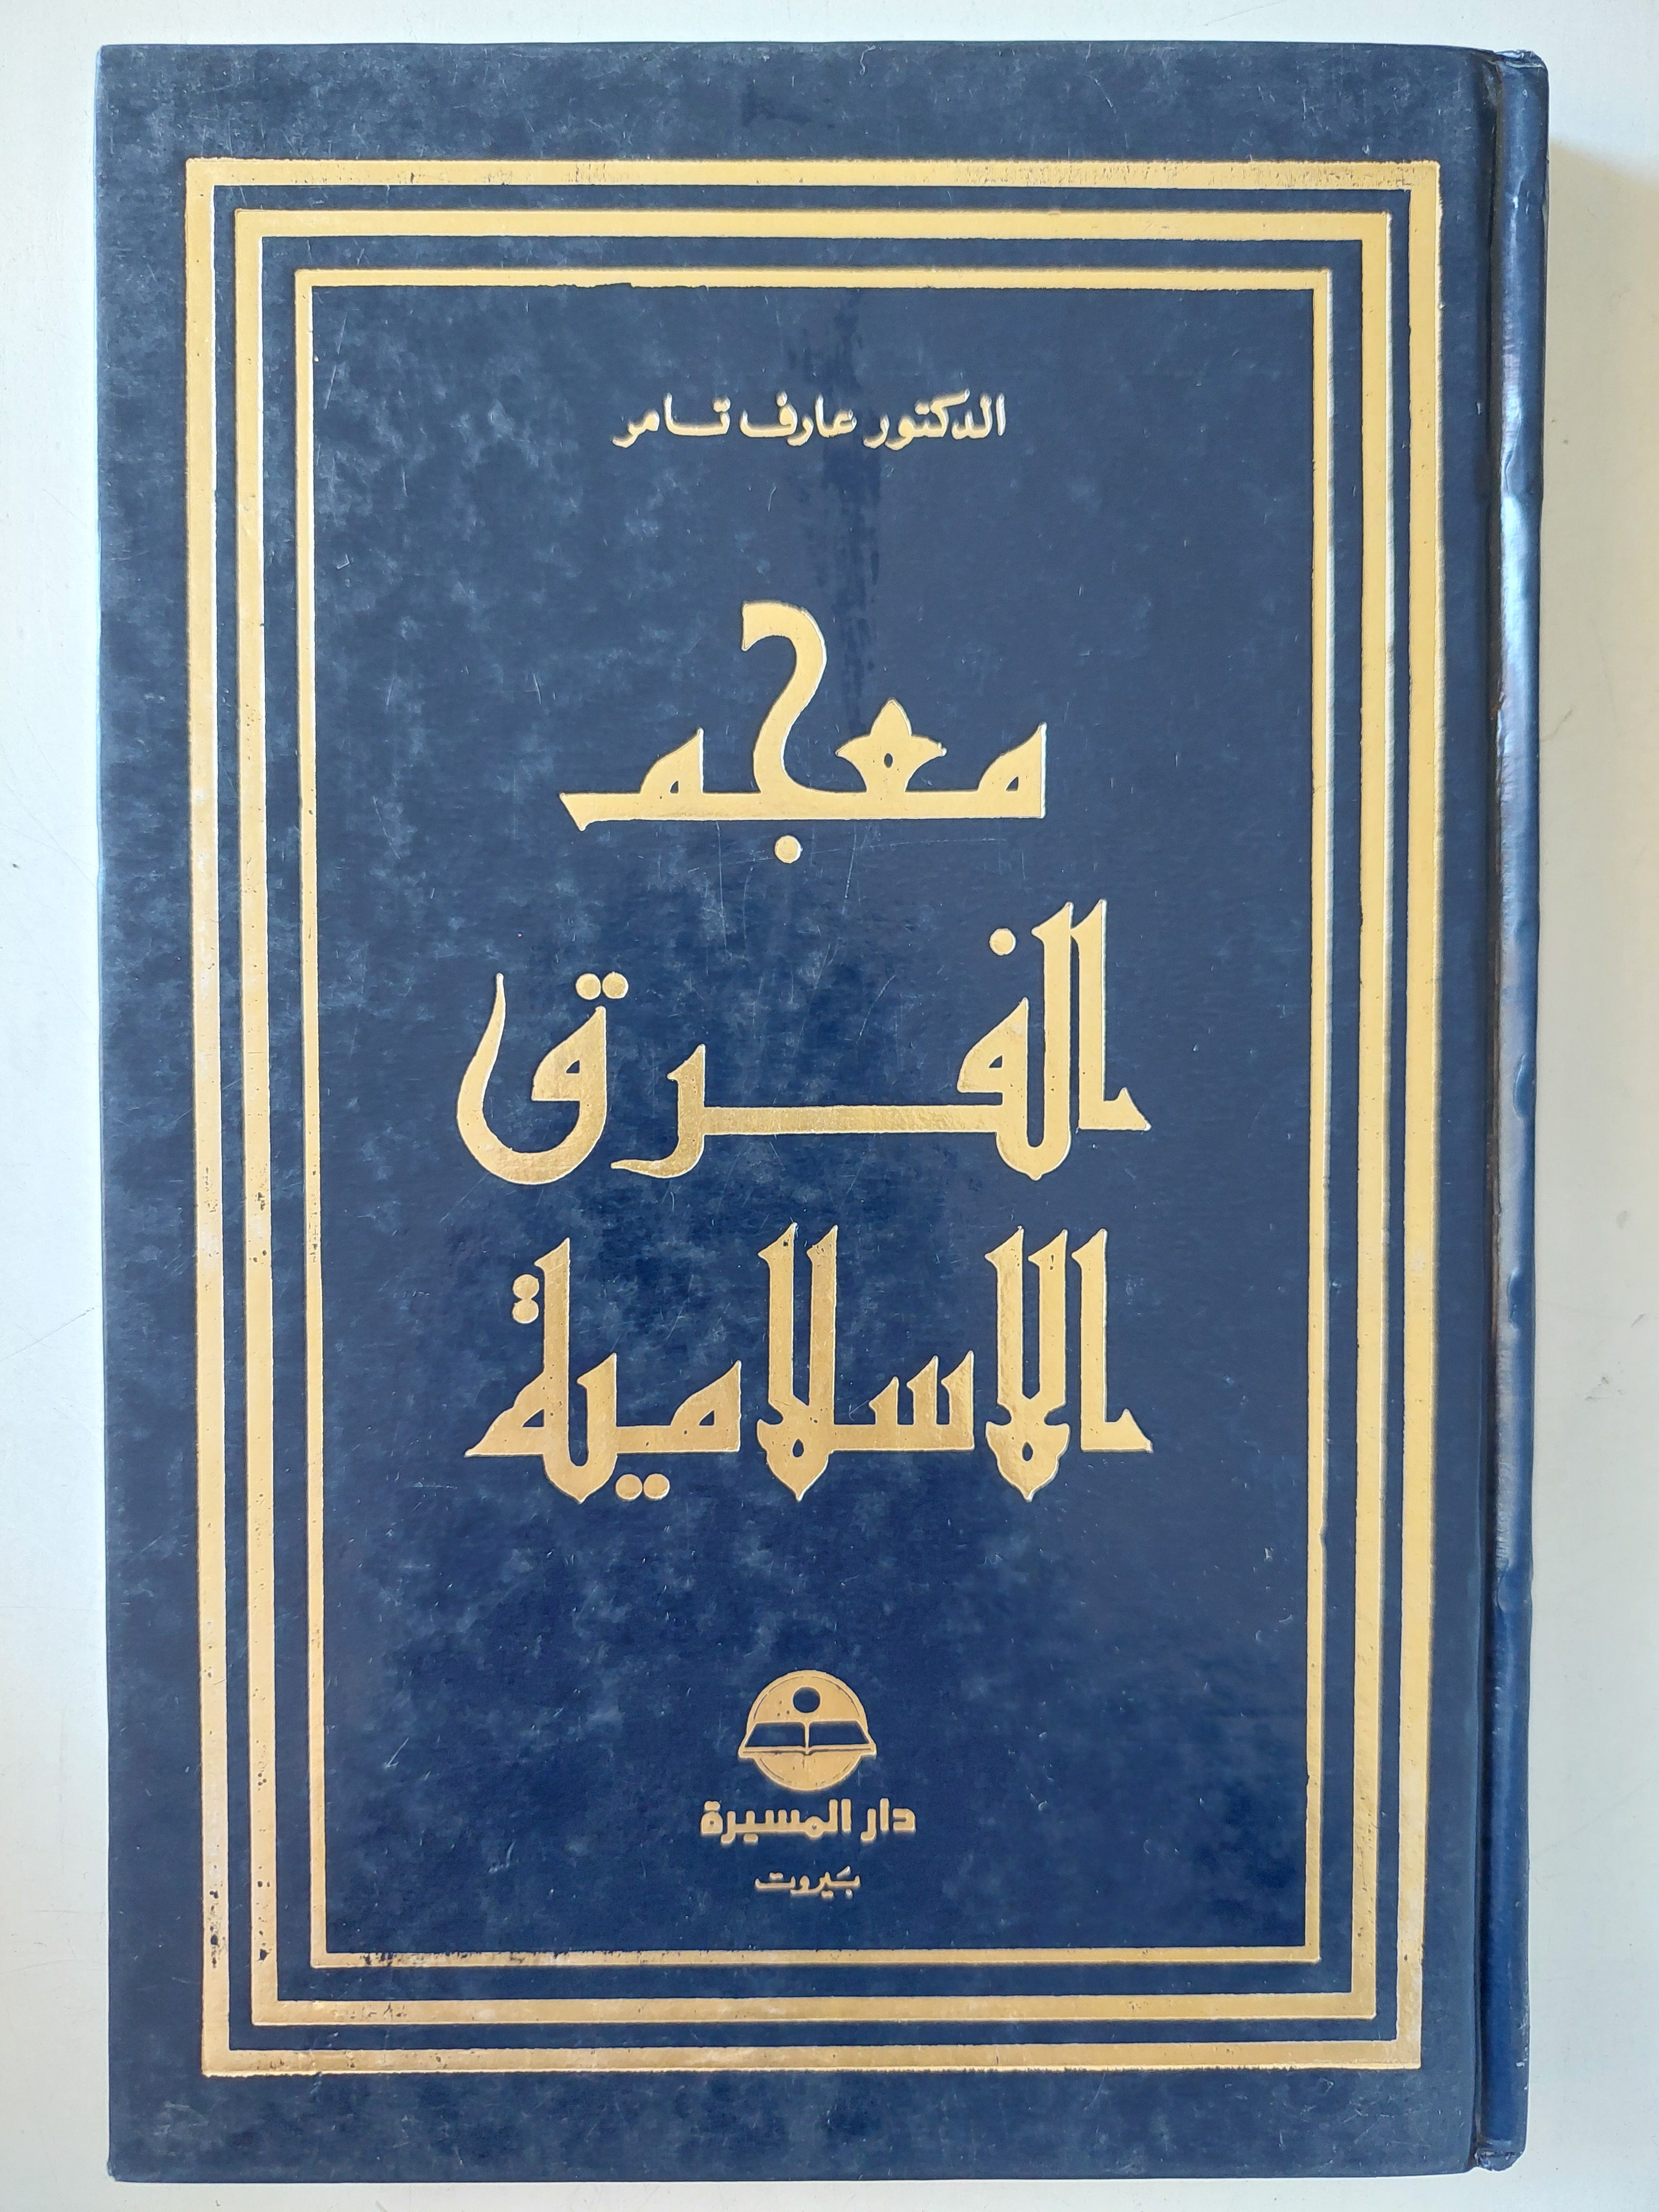 الدكتور عارف تامر
معجم
الفرق
الاسلامية
دار المسيرة
بيروت